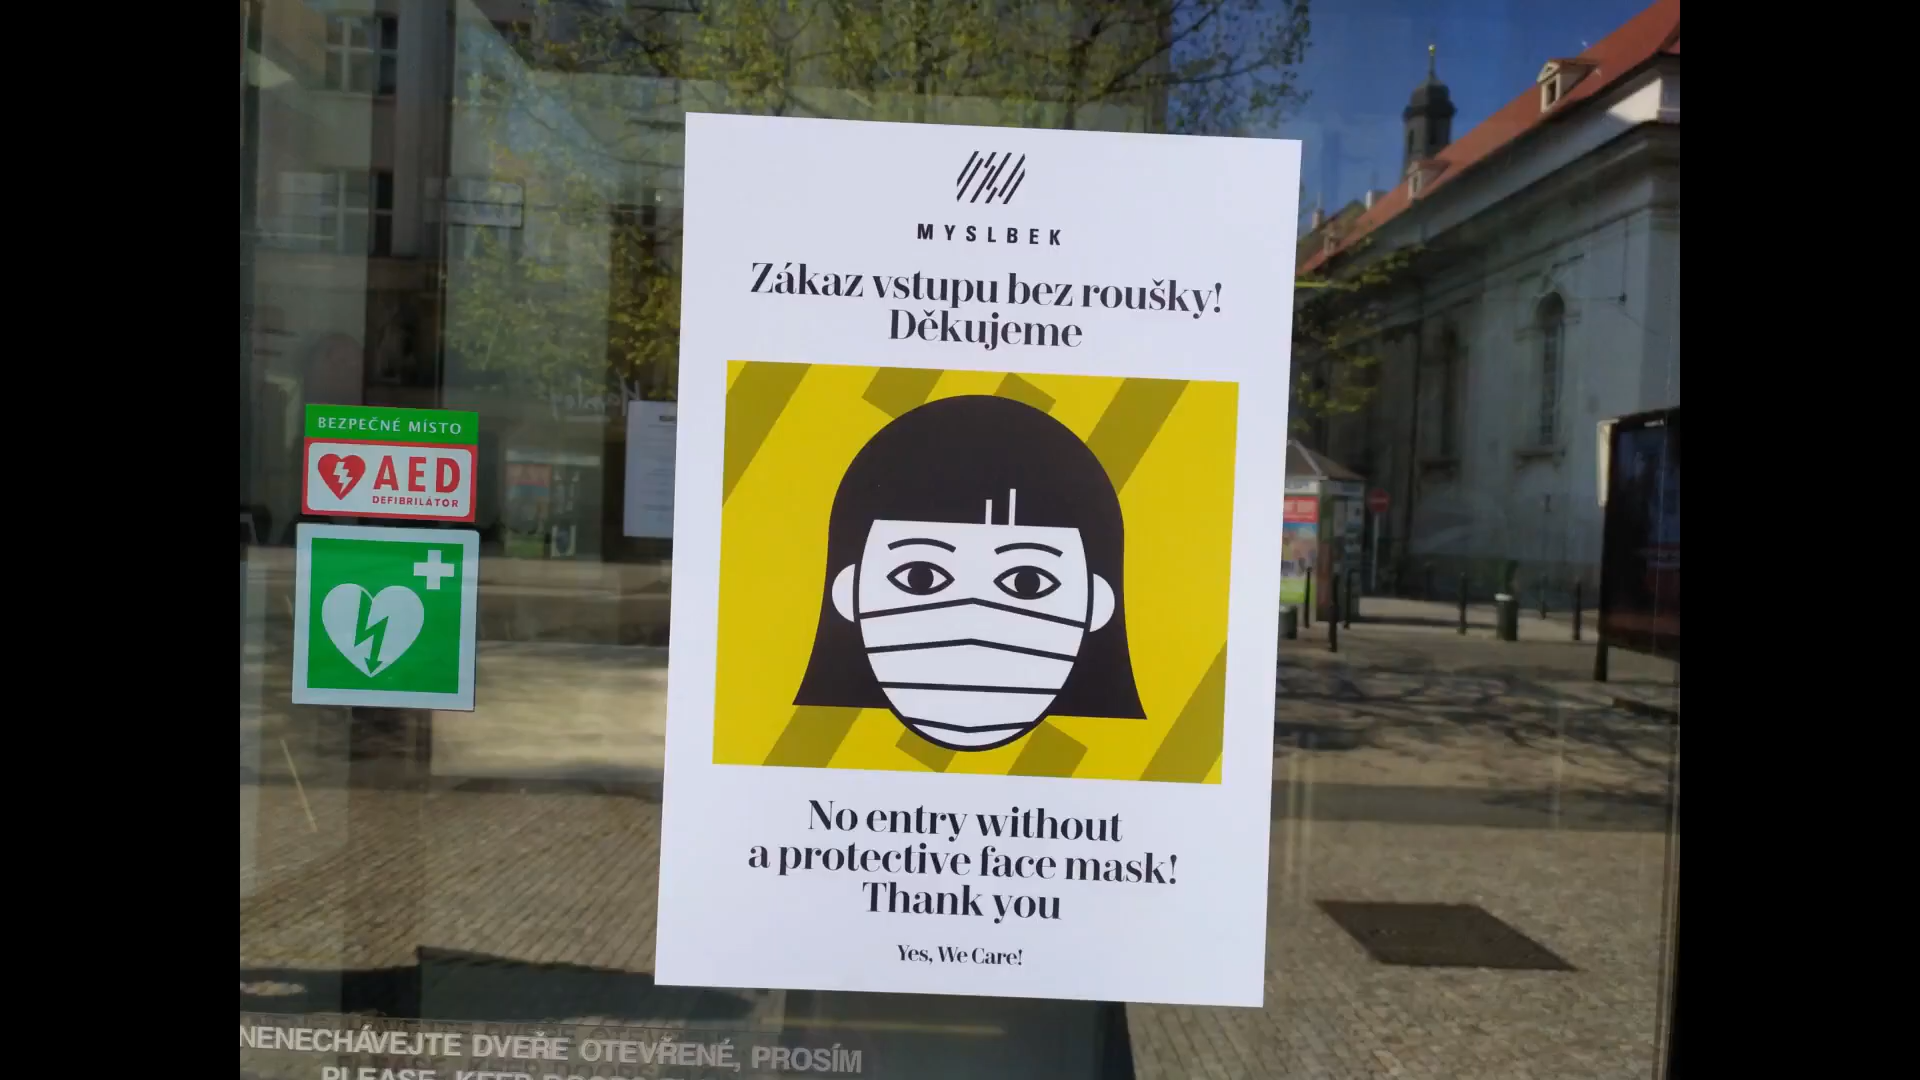 MYSLBEK
Zákaz vstupu bez roušky!
Děkujeme
BEZPEČNÉ MÍSTO
AED
DEFIBRILÁTOR
No entry without
a protective face mask!
Thank you
Yes, We Care!
NENECHÁVEJTE DVEŘE OTEVŘENÉ, PROSÍM
PLEASE, KEEP DOORS